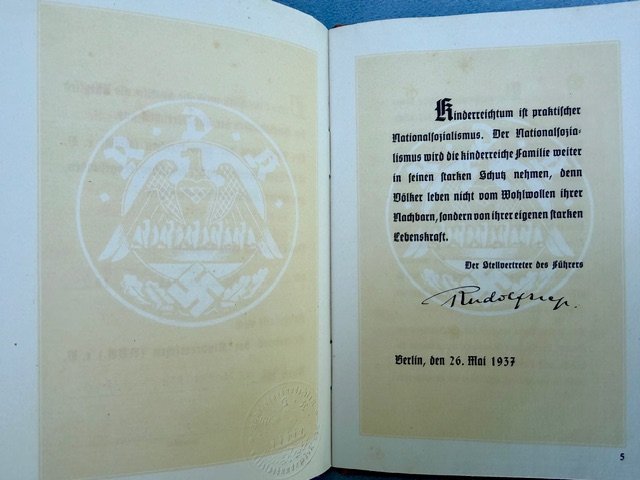 R.D.K
Kinderreichtum ist praktischer
Nationalsozialismus. Der Nationalsozia-
lismus wird die kinderreiche Familie weiter
in seinen starken Schutz nehmen, denn
Völker leben nicht vom Wohlwollen ihrer
Nachbarn, sondern von ihrer eigenen starken
Lebenskraft.
Der Stellvertreter des Führers
Rudolf Heß.
Berlin, den 26. Mai 1937
5